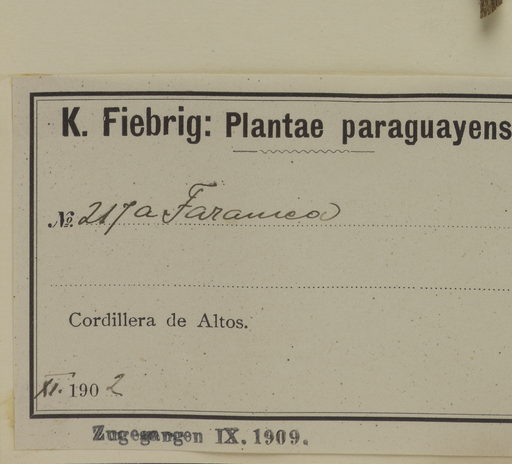 K. Fiebrig: Plantae paraguayens
No. 217a Faramea
Cordillera de Altos.
XI. 1902
Zugegangen IX. 1909.